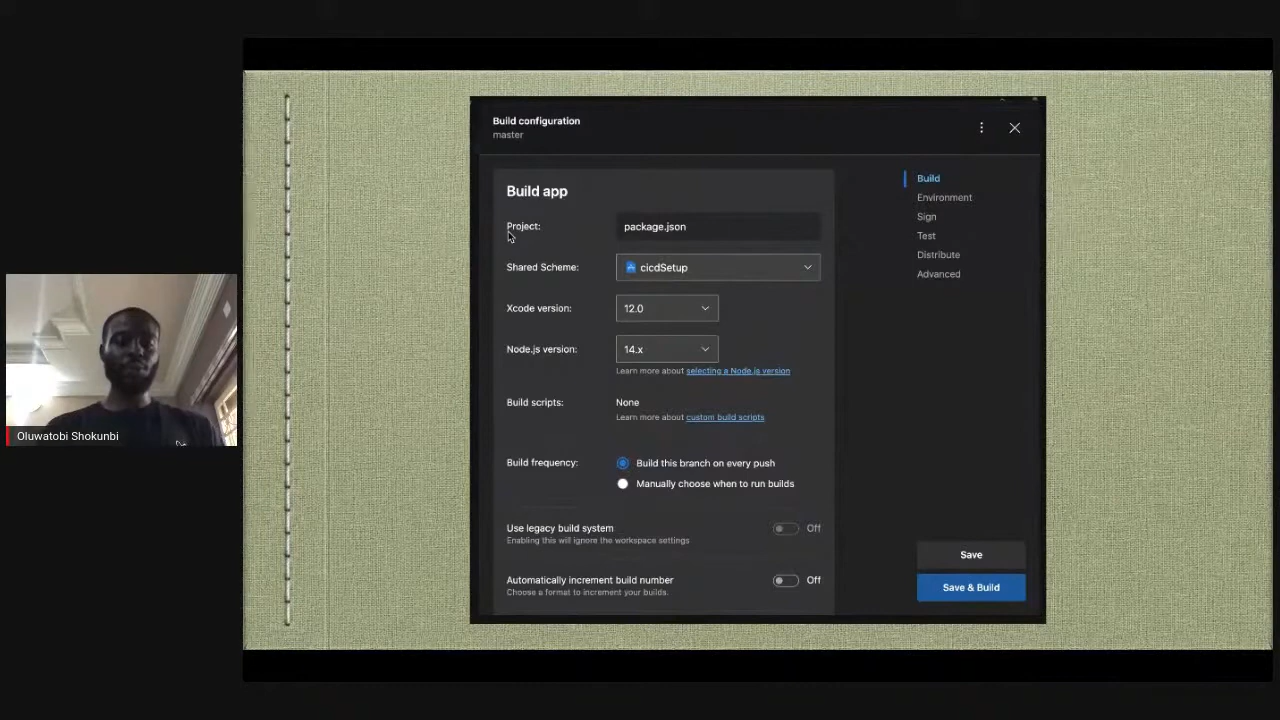 Build configuration
master
Build app
Project:
package.json
Shared Scheme:
cicdSetup
Xcode version:
12.0
Node.js version:
14.x
Learn more about selecting a Node.js version
Build scripts:
None
Learn more about custom build scripts
Build frequency:
Build this branch on every push
Manually choose when to run builds
Use legacy build system
Off
Enabling this will ignore the workspace settings
Automatically increment build number
Off
Choose a format to increment your builds.
Build
Environment
Sign
Test
Distribute
Advanced
Save
Save & Build
Oluwatobi Shokunbi